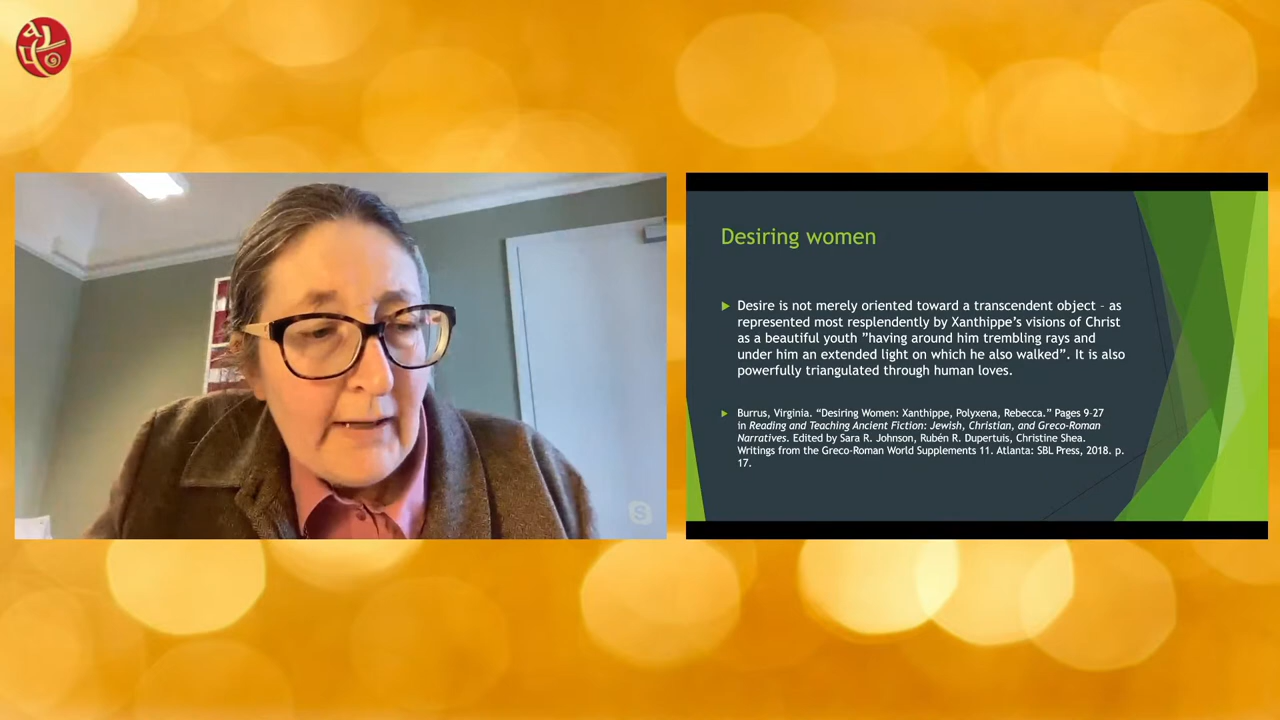 Desiring women
Desire is not merely oriented toward a transcendent object – as
represented most resplendently by Xanthippe’s visions of Christ
as a beautiful youth ”having around him trembling rays and
under him an extended light on which he also walked”. It is also
powerfully triangulated through human loves.
Burrus, Virginia. “Desiring Women: Xanthippe, Polyxena, Rebecca.” Pages 9–27
in Reading and Teaching Ancient Fiction: Jewish, Christian, and Greco-Roman
Narratives. Edited by Sara R. Johnson, Rubén R. Dupertuis, Christine Shea.
Writings from the Greco-Roman World Supplements 11. Atlanta: SBL Press, 2018. p.
17.